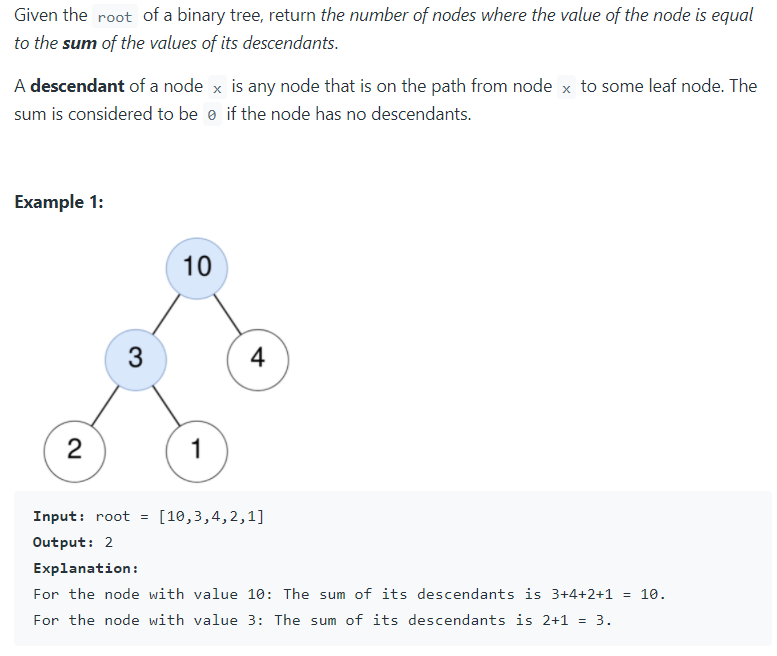 Given the root of a binary tree, return the number of nodes where the value of the node is equal
to the sum of the values of its descendants.
A descendant of a node x is any node that is on the path from node x to some leaf node. The
sum is considered to be 0 if the node has no descendants.
Example 1:
10
3
4
2
1
Input: root = [10,3,4,2,1]
Output: 2
Explanation:
For the node with value 10: The sum of its descendants is 3+4+2+1 = 10.
For the node with value 3: The sum of its descendants is 2+1 = 3.